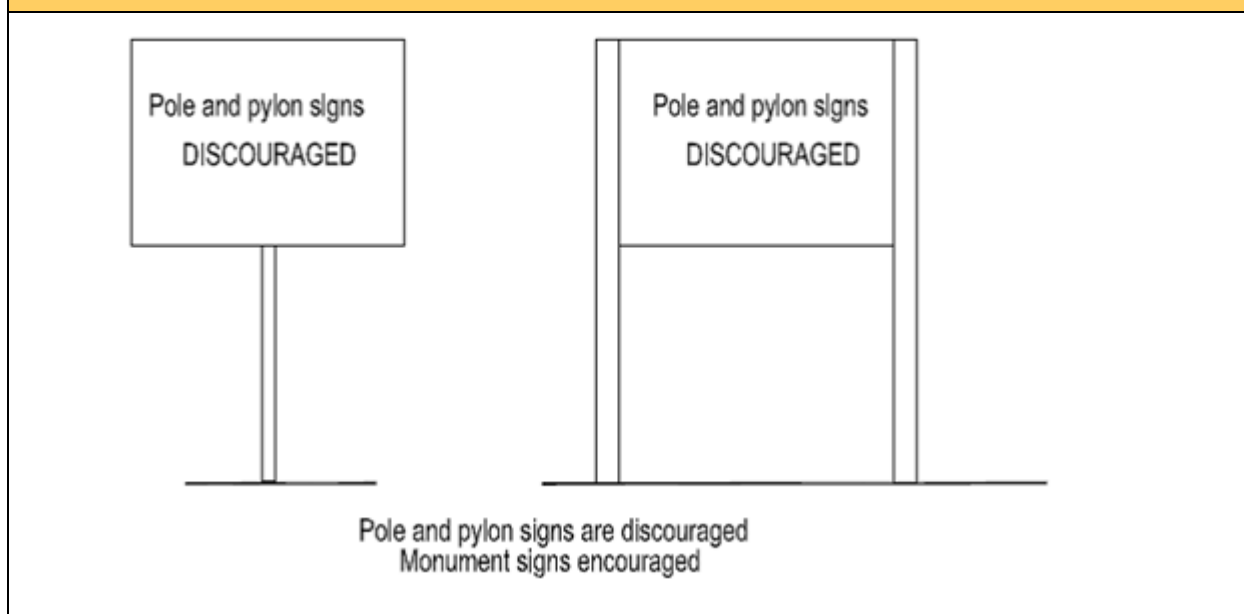 Pole and pylon signs
DISCOURAGED
Pole and pylon signs
DISCOURAGED
Pole and pylon signs are discouraged
Monument signs encouraged